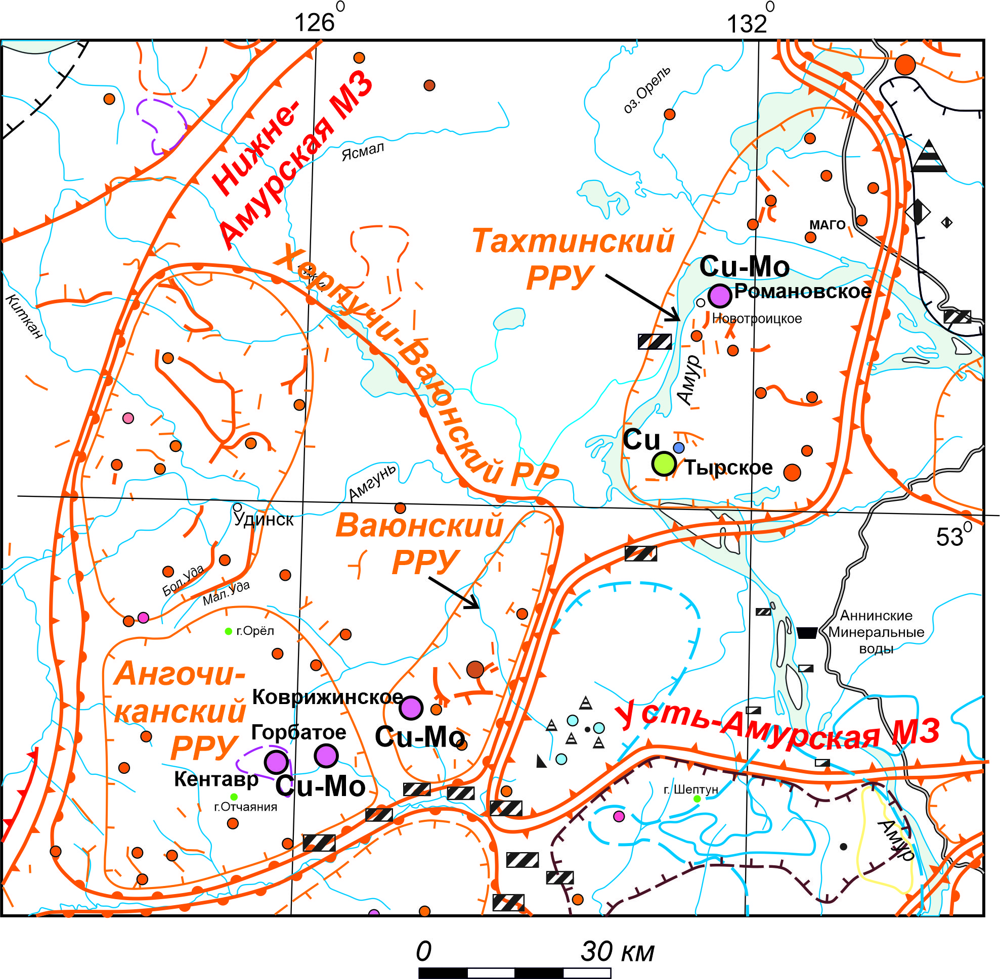 126°
132°
Нижне-
Амурская МЗ
оз.Орель
Ясмал
Тахтинский
РРУ
МАГО
Cu-Mo
Романовское
Новотроицкое
Херпучи-Ваюнский РР
Киткан
Амур
Cu
Тырское
Амгунь
Удинск
Ваюнский
РРУ
53°
Бол.Уда
Мал.Уда
г.Орёл
Аннинские
Минеральные
воды
Ангочи-
канский
РРУ
Коврижинское
Cu-Mo
Горбатое
Кентавр
Cu-Mo
г.Отчаяния
Усть-Амурская МЗ
г. Шептун
Амур
0
30 км